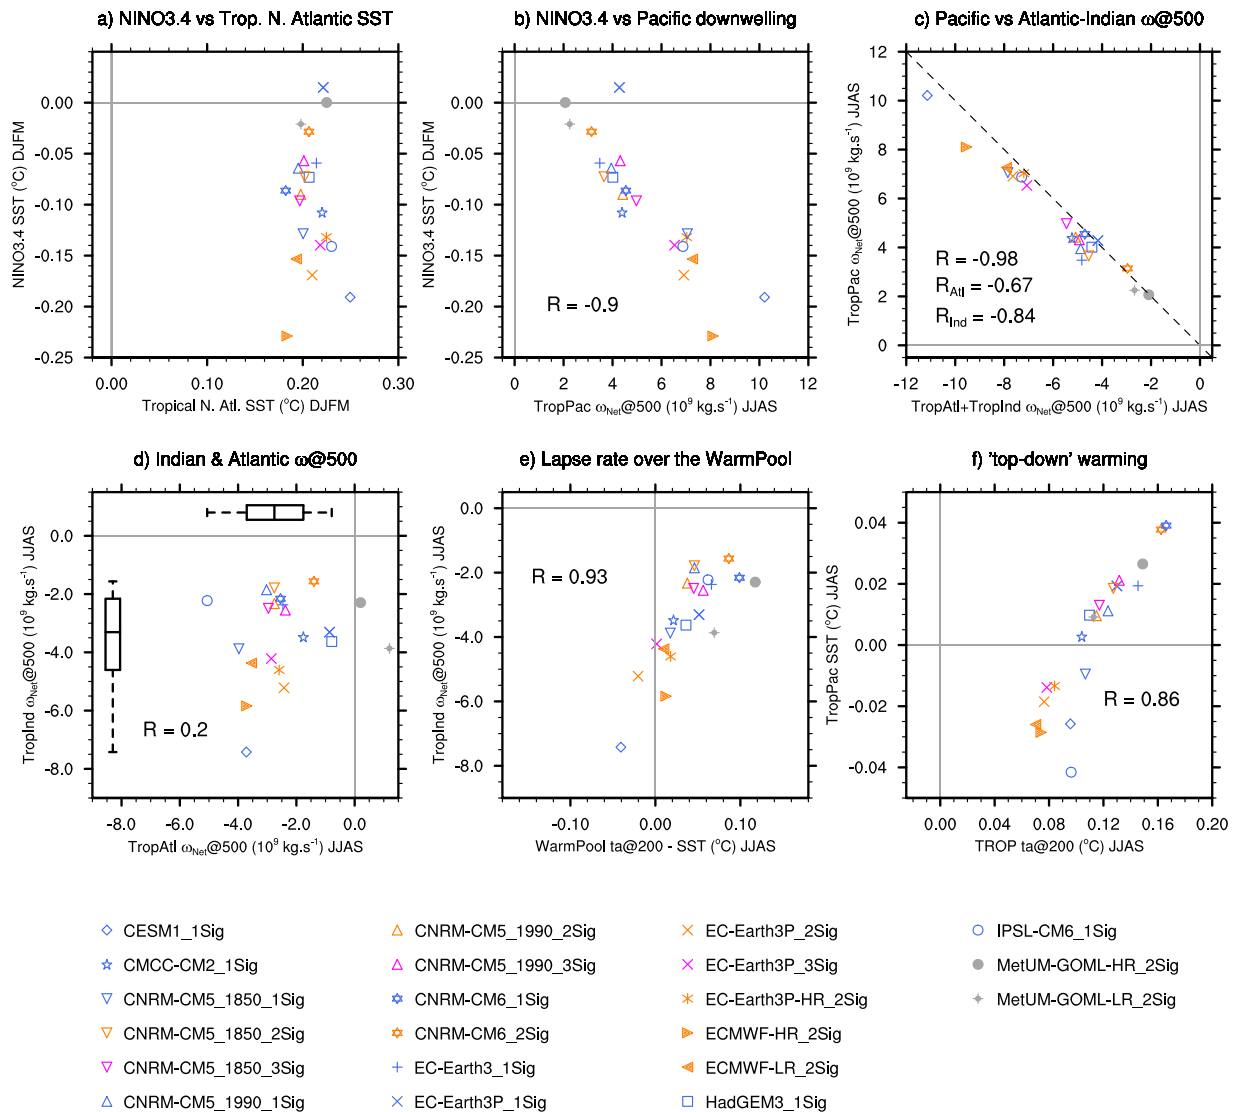 a) NINO3.4 vs Trop. N. Atlantic SST
b) NINO3.4 vs Pacific downwelling
c) Pacific vs Atlantic-Indian ω@500
NINO3.4 SST (°C) DJFM
0.00
-0.05
-0.10
-0.15
-0.20
-0.25
0.00 0.10 0.20 0.30
Tropical N. Atl. SST (°C) DJFM
NINO3.4 SST (°C) DJFM
0.00
-0.05
-0.10
-0.15
-0.20
-0.25
R = -0.9
0 2 4 6 8 10 12
TropPac ωNet@500 (10⁹ kg.s⁻¹) JJAS
TropPac ωNet@500 (10⁹ kg.s⁻¹) JJAS
12
10
8
6
4
2
0
R = -0.98
RAtl = -0.67
RInd = -0.84
-12 -10 -8 -6 -4 -2 0
TropAtl+TropInd ωNet@500 (10⁹ kg.s⁻¹) JJAS
d) Indian & Atlantic ω@500
e) Lapse rate over the WarmPool
f) 'top-down' warming
TropInd ωNet@500 (10⁹ kg.s⁻¹) JJAS
0.0
-2.0
-4.0
-6.0
-8.0
R = 0.2
-8.0 -6.0 -4.0 -2.0 0.0
TropAtl ωNet@500 (10⁹ kg.s⁻¹) JJAS
TropInd ωNet@500 (10⁹ kg.s⁻¹) JJAS
0.0
-2.0
-4.0
-6.0
-8.0
R = 0.93
-0.10 0.00 0.10
WarmPool ta@200 - SST (°C) JJAS
TropPac SST (°C) JJAS
0.04
0.02
0.00
-0.02
-0.04
R = 0.86
0.00 0.04 0.08 0.12 0.16 0.20
TROP ta@200 (°C) JJAS
CESM1_1Sig
CMCC-CM2_1Sig
CNRM-CM5_1850_1Sig
CNRM-CM5_1850_2Sig
CNRM-CM5_1850_3Sig
CNRM-CM5_1990_1Sig
CNRM-CM5_1990_2Sig
CNRM-CM5_1990_3Sig
CNRM-CM6_1Sig
CNRM-CM6_2Sig
EC-Earth3_1Sig
EC-Earth3P_1Sig
EC-Earth3P_2Sig
EC-Earth3P_3Sig
EC-Earth3P-HR_2Sig
ECMWF-HR_2Sig
ECMWF-LR_2Sig
HadGEM3_1Sig
IPSL-CM6_1Sig
MetUM-GOML-HR_2Sig
MetUM-GOML-LR_2Sig